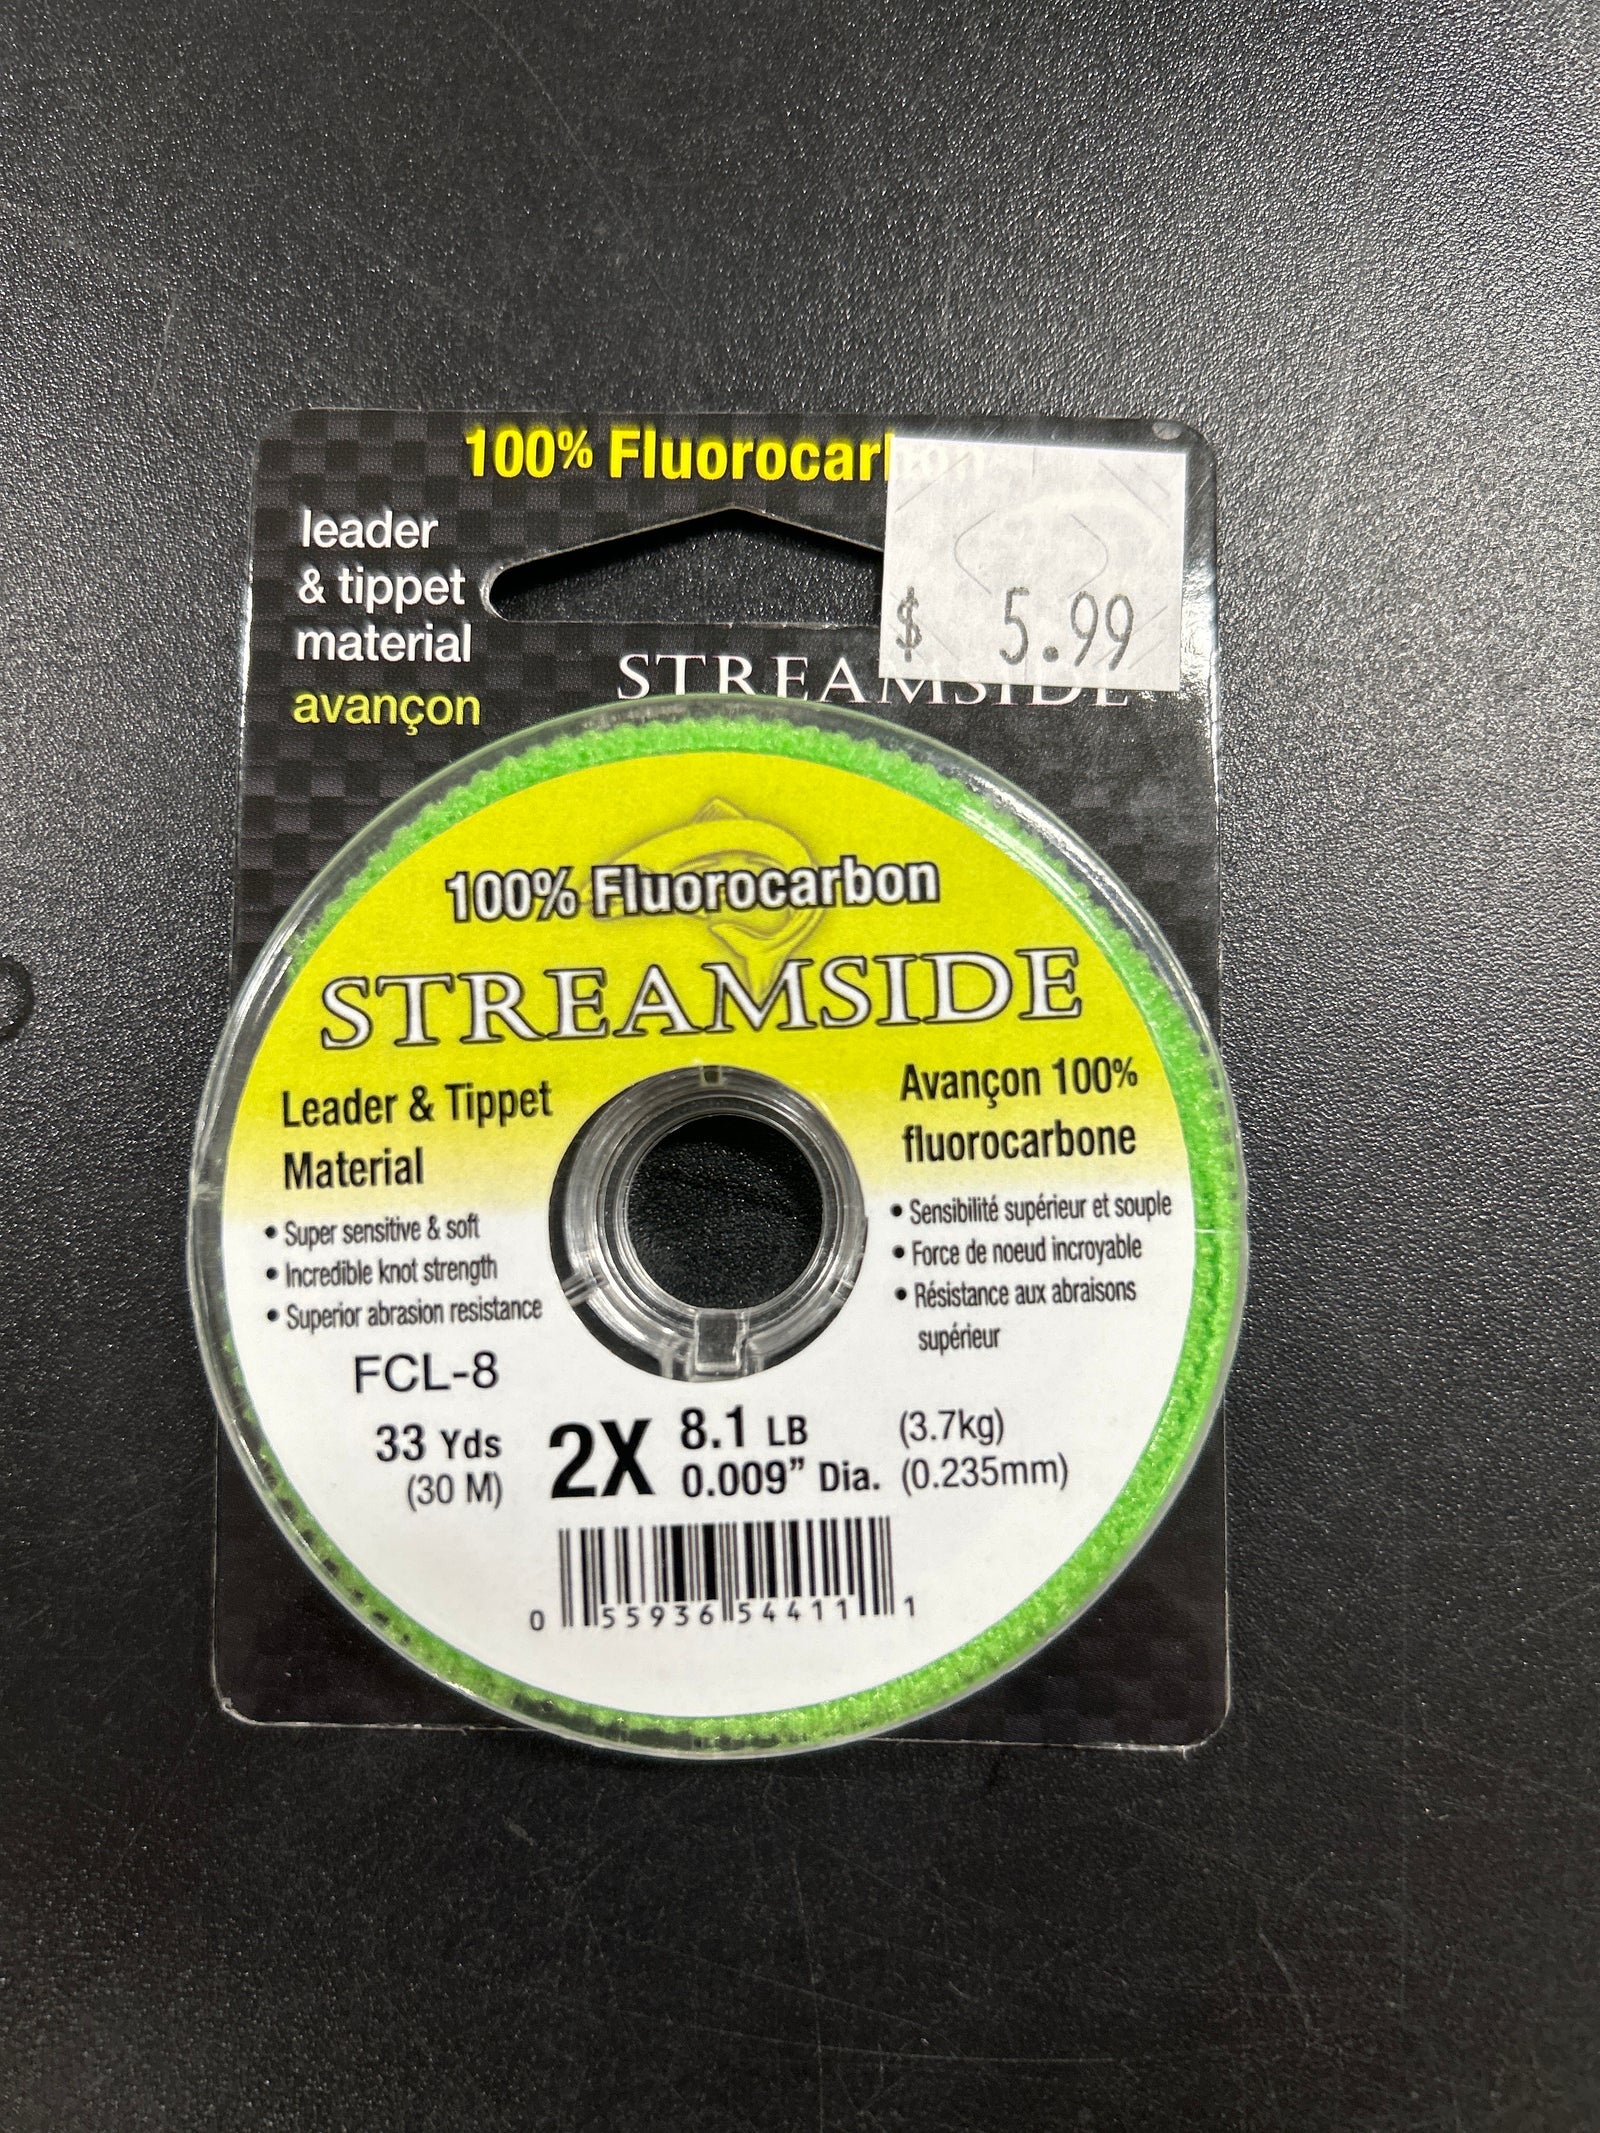 100% Fluorocarbon
leader
& tippet
material
avançon
$ 5.99
STREAMSIDE
100% Fluorocarbon
STREAMSIDE
Leader & Tippet
Material
• Super sensitive & soft
• Incredible knot strength
• Superior abrasion resistance
Avançon 100%
fluorocarbone
• Sensibilité supérieur et souple
• Force de noeud incroyable
• Résistance aux abraisons
supérieur
FCL-8
33 Yds
(30 M)
2X
8.1 LB (3.7kg)
0.009” Dia. (0.235mm)
0 55936 54411 1